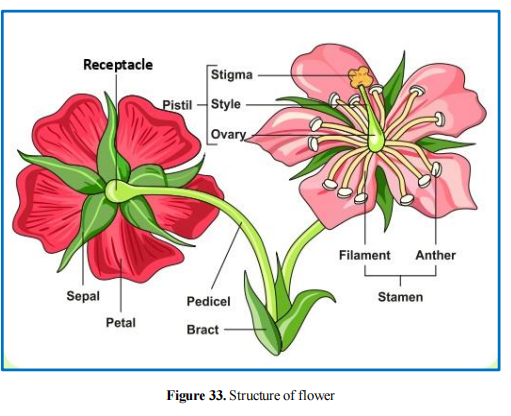 Receptacle
Stigma
Pistil
Style
Ovary
Filament
Anther
Stamen
Sepal
Petal
Pedicel
Bract
Figure 33. Structure of flower